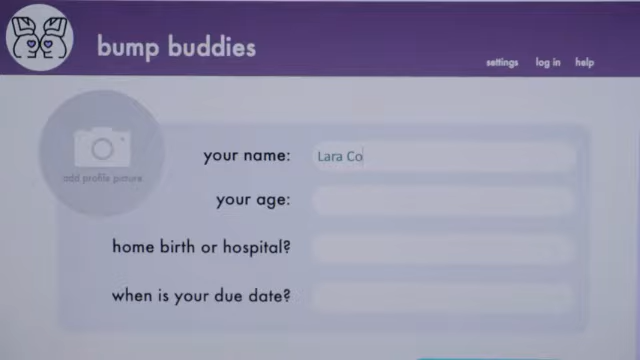 bump buddies
settings log in help
add profile picture
your name: Lara Co
your age:
home birth or hospital?
when is your due date?